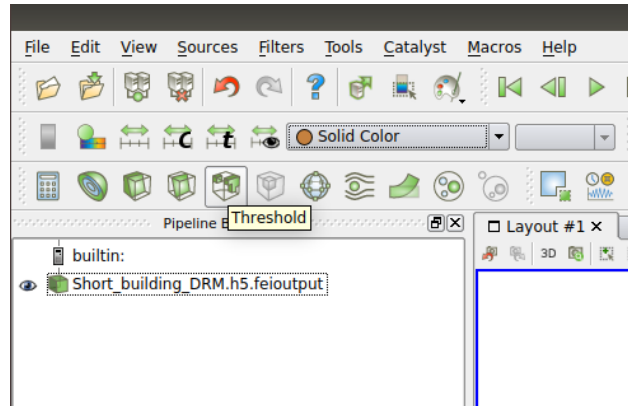 File Edit View Sources Filters Tools Catalyst Macros Help
Solid Color
Pipeline
Threshold
Layout #1
3D
builtin:
Short_building_DRM.h5.feioutput